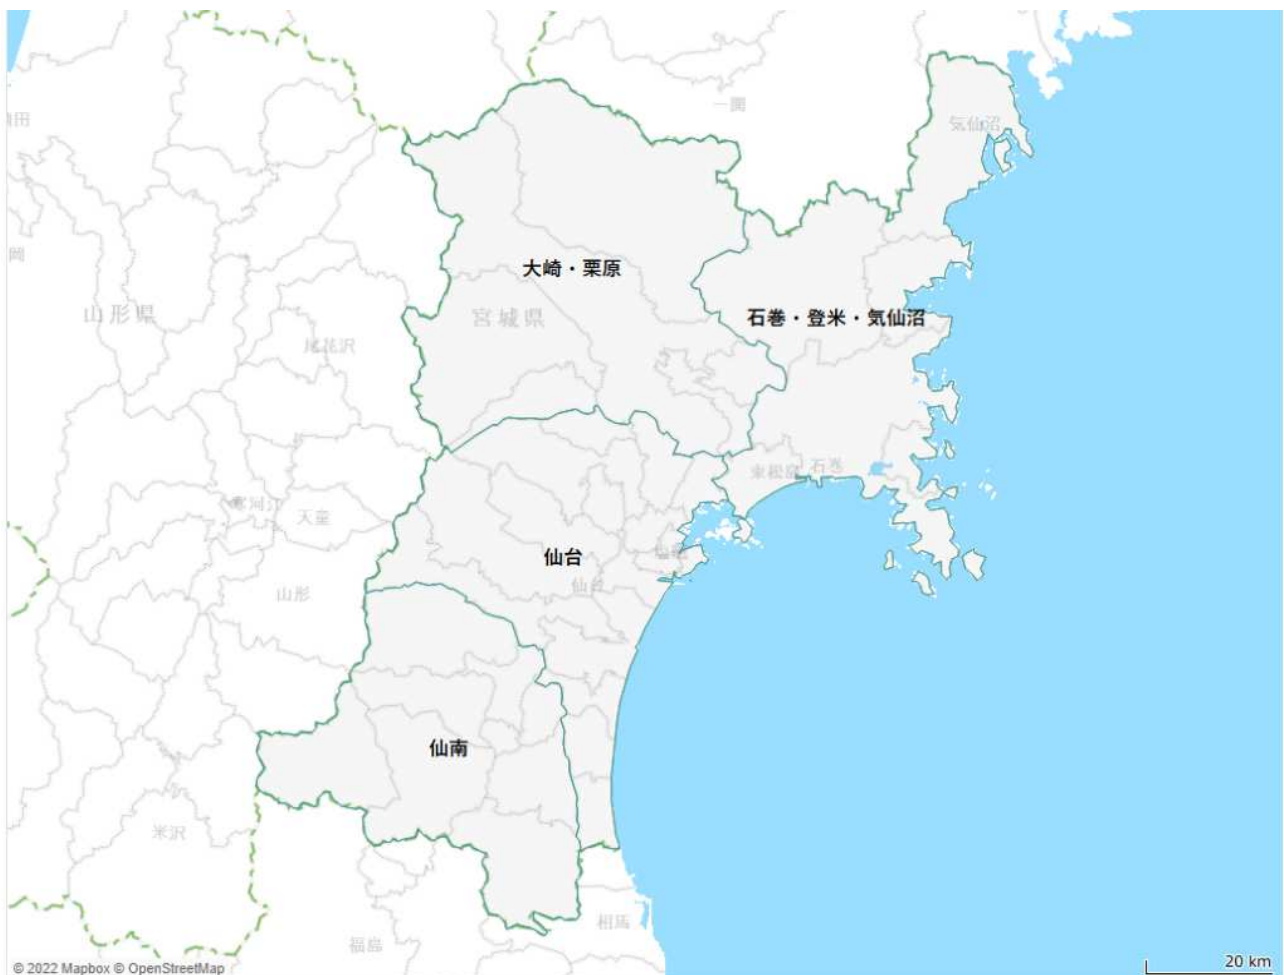 一関
気仙沼
大崎・栗原
山形県
宮城県
石巻・登米・気仙沼
尾花沢
東松島
石巻
寒河江
天童
仙台
仙台
山形
仙南
米沢
相馬
福島
© 2022 Mapbox © OpenStreetMap
20 km